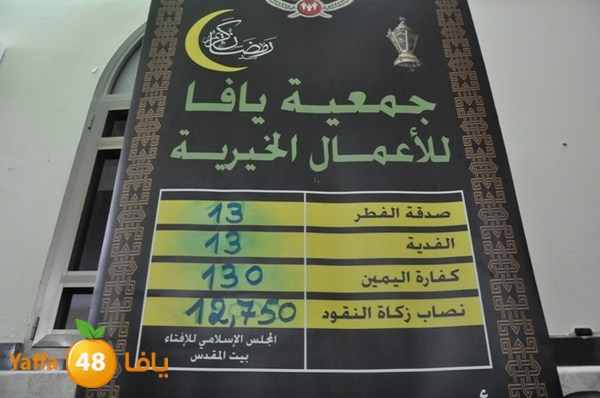 رمضان كريم
جمعية يافا
للأعمال الخيرية
صدقة الفطر 13
الفدية 13
كفارة اليمين 130
نصاب زكاة النقود 12,750
المجلس الإسلامي للإفتاء
بيت المقدس
Yaffa 48 يافا